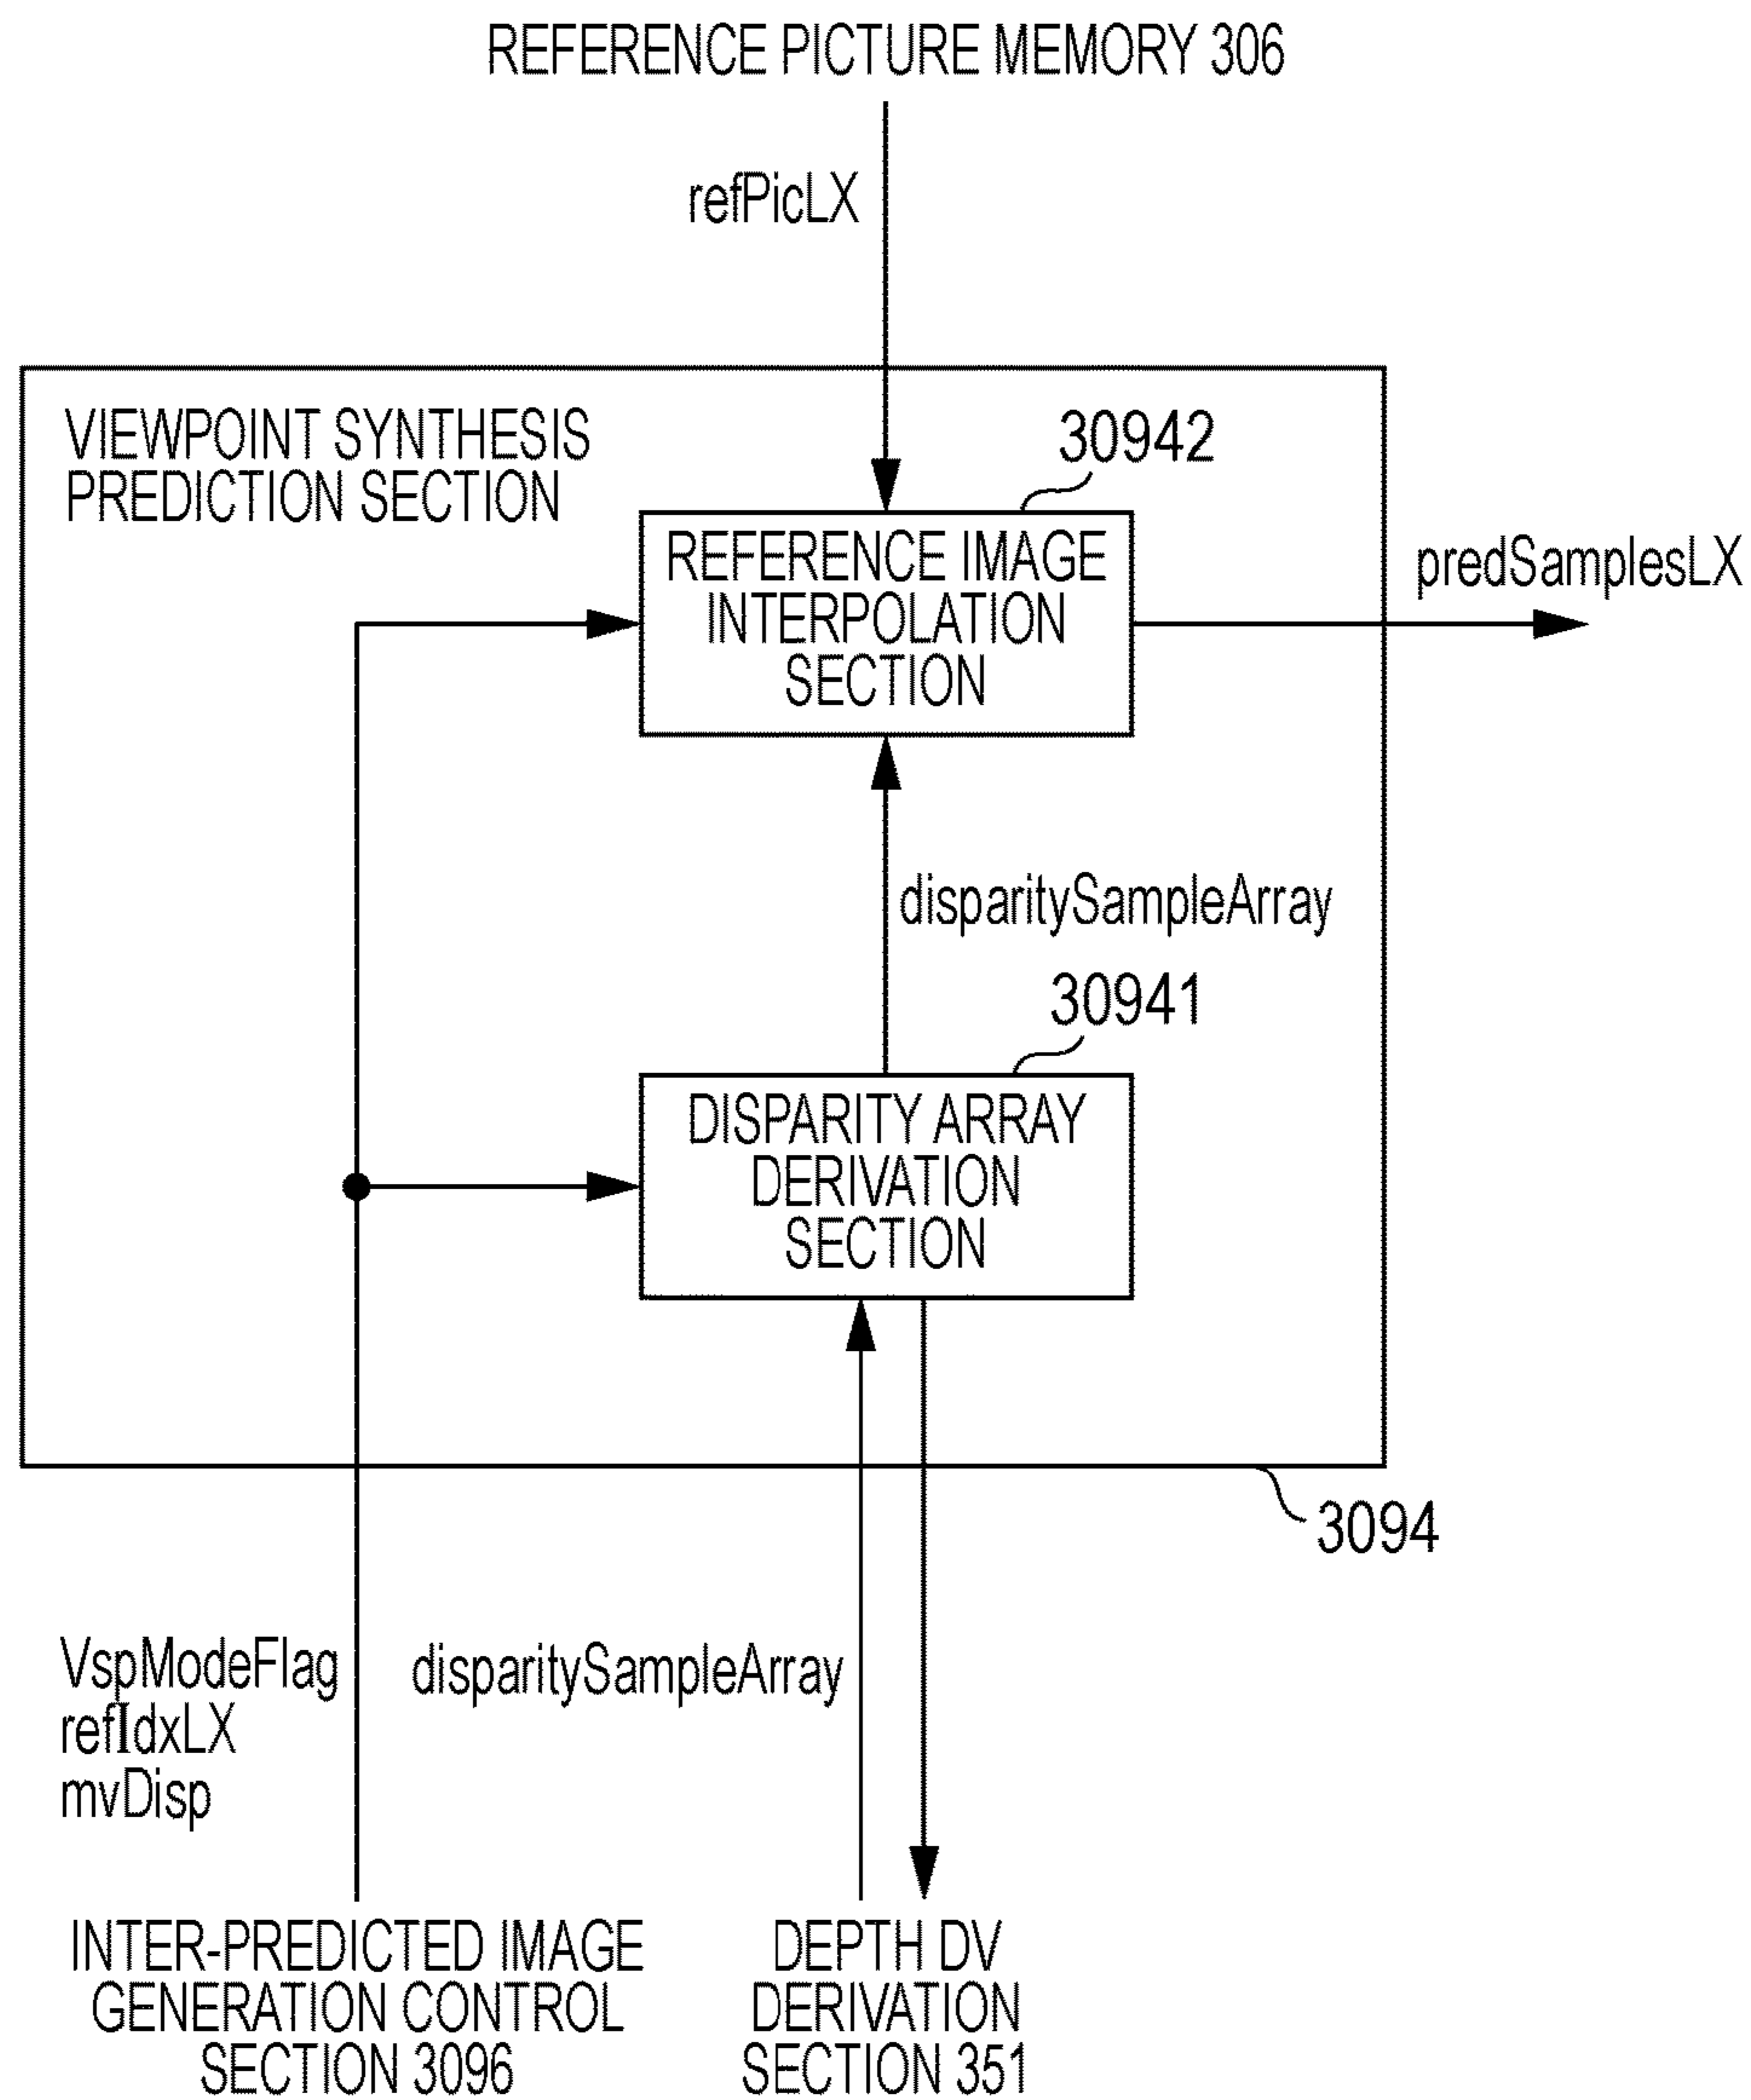 REFERENCE PICTURE MEMORY 306
refPicLX
VIEWPOINT SYNTHESIS
PREDICTION SECTION
30942
REFERENCE IMAGE
INTERPOLATION
SECTION
predSamplesLX
disparitySampleArray
30941
DISPARITY ARRAY
DERIVATION
SECTION
3094
VspModeFlag
refIdxLX
mvDisp
disparitySampleArray
INTER-PREDICTED IMAGE
GENERATION CONTROL
SECTION 3096
DEPTH DV
DERIVATION
SECTION 351